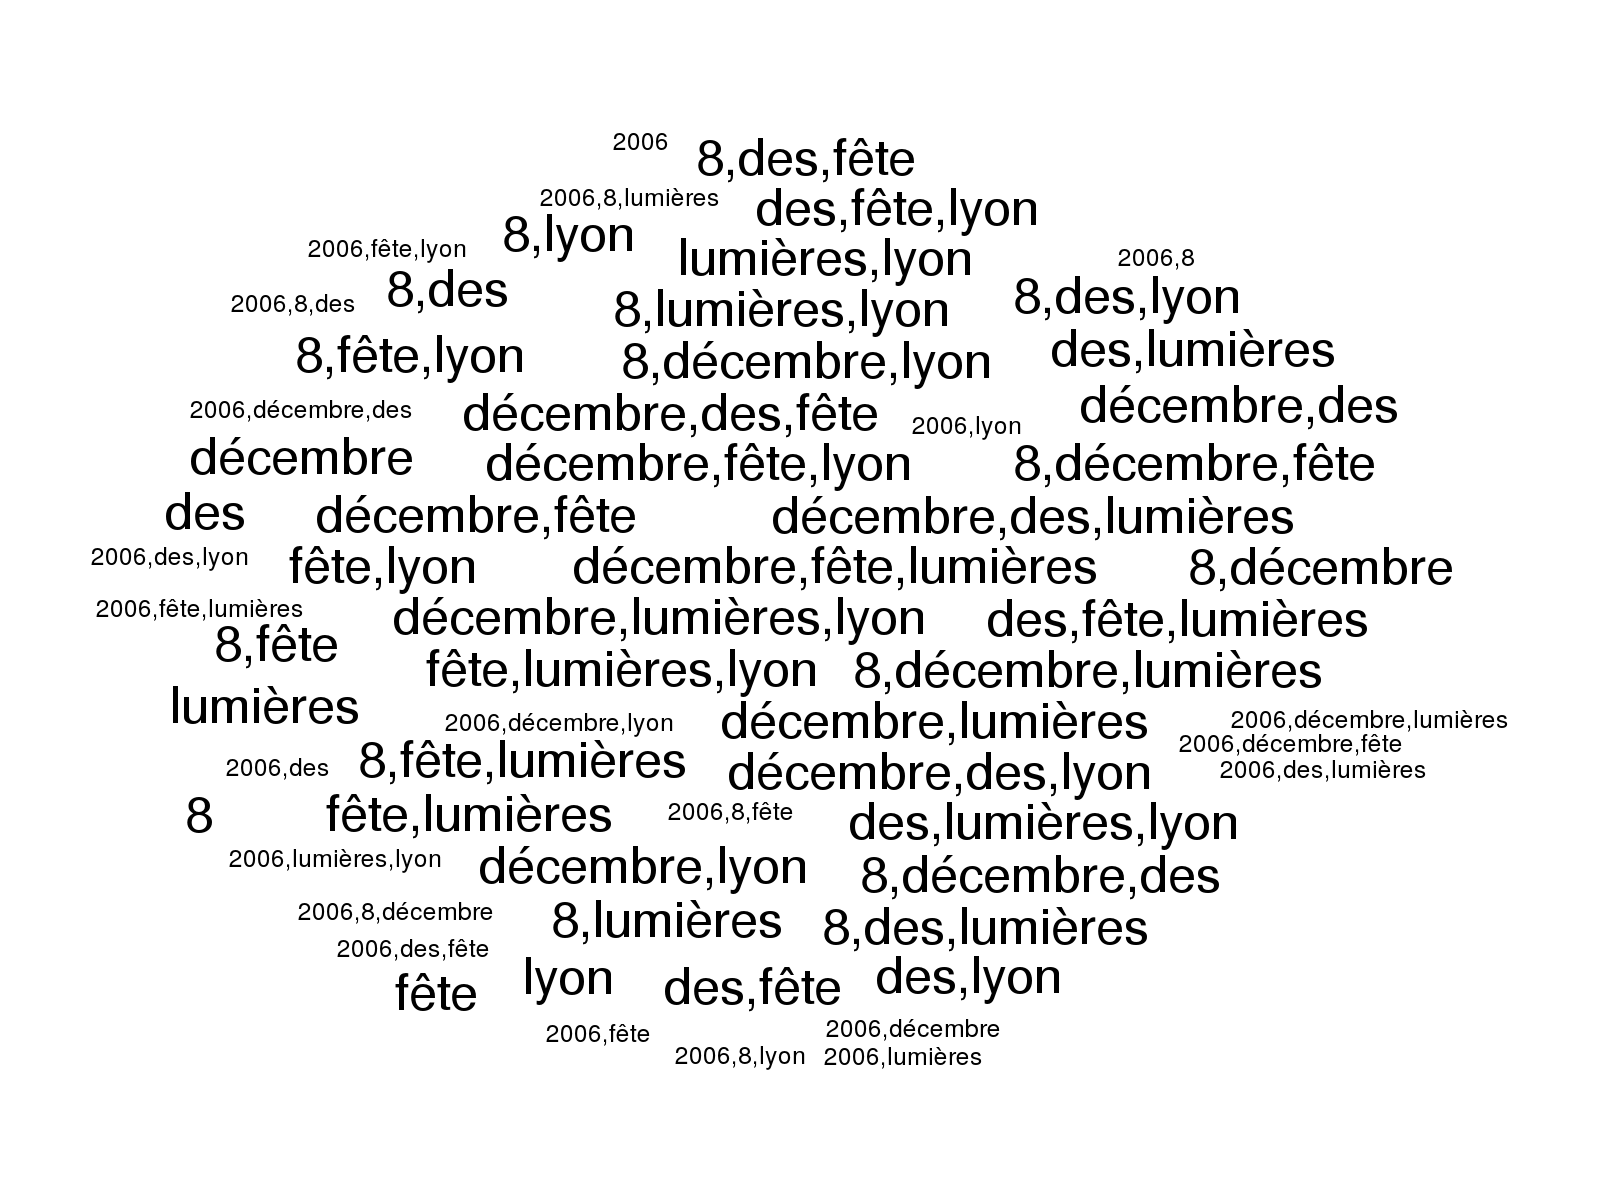 2006
8,des,fête
2006,8,lumières
des,fête,lyon
8,lyon
2006,fête,lyon
lumières,lyon
2006,8
8,des
2006,8,des
8,lumières,lyon
8,des,lyon
8,fête,lyon
8,décembre,lyon
des,lumières
2006,décembre,des
décembre,des,fête
2006,lyon
décembre,des
décembre
décembre,fête,lyon
8,décembre,fête
des
décembre,fête
décembre,des,lumières
2006,des,lyon
fête,lyon
décembre,fête,lumières
8,décembre
2006,fête,lumières
décembre,lumières,lyon
des,fête,lumières
8,fête
fête,lumières,lyon
8,décembre,lumières
lumières
2006,décembre,lyon
décembre,lumières
2006,décembre,lumières
2006,décembre,fête
2006,des
8,fête,lumières
décembre,des,lyon
2006,des,lumières
8
fête,lumières
2006,8,fête
des,lumières,lyon
2006,lumières,lyon
décembre,lyon
8,décembre,des
2006,8,décembre
8,lumières
8,des,lumières
2006,des,fête
fête
lyon
des,fête
des,lyon
2006,fête
2006,décembre
2006,8,lyon
2006,lumières